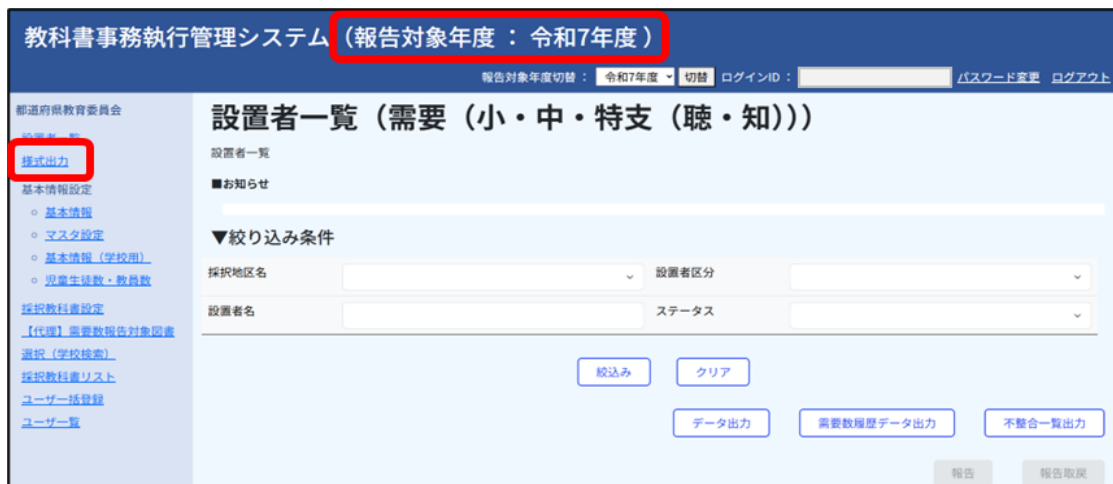 教科書事務執行管理システム（報告対象年度 ： 令和7年度 ）
報告対象年度切替 ： 令和7年度 切替 ログインID ： パスワード変更 ログアウト
都道府県教育委員会
設置者一覧
様式出力
基本情報設定
基本情報
マスタ設定
基本情報（学校用）
児童生徒数・教員数
採択教科書設定
【代理】需要数報告対象図書
選択（学校検索）
採択教科書リスト
ユーザ一括登録
ユーザ一覧
設置者一覧（需要（小・中・特支（聴・知）））
設置者一覧
■お知らせ
▼絞り込み条件
採択地区名 設置者区分
設置者名 ステータス
絞込み クリア
データ出力 需要数履歴データ出力 不整合一覧出力
報告 報告取戻